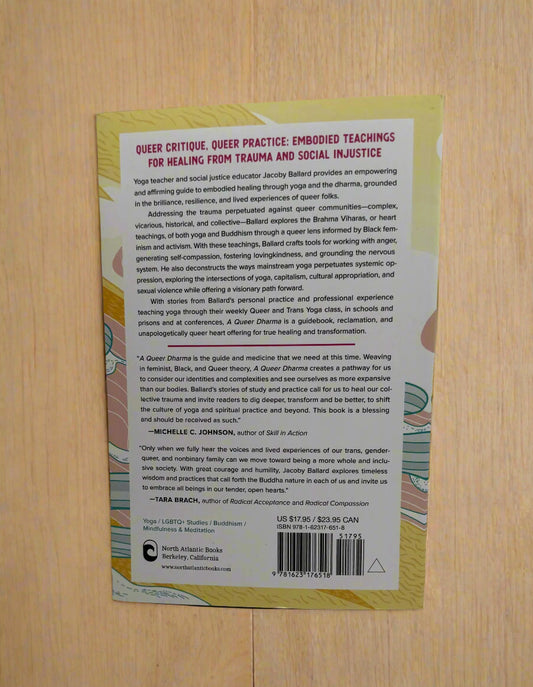 QUEER CRITIQUE, QUEER PRACTICE: EMBODIED TEACHINGS
FOR HEALING FROM TRAUMA AND SOCIAL INJUSTICE
Yoga teacher and social justice educator Jacoby Ballard provides an empowering
and affirming guide to embodied healing through yoga and the dharma, grounded
in the brilliance, resilience, and lived experiences of queer folks.
Addressing the trauma perpetuated against queer communities—complex,
vicarious, historical, and collective—Ballard explores the Brahma Viharas, or heart
teachings, of both yoga and Buddhism through a queer lens informed by Black fem-
inism and activism. With these teachings, Ballard crafts tools for working with anger,
generating self-compassion, fostering lovingkindness, and grounding the nervous
system. He also deconstructs the ways mainstream yoga perpetuates systemic op-
pression, exploring the intersections of yoga, capitalism, cultural appropriation, and
sexual violence while offering a visionary path forward.
With stories from Ballard's personal practice and professional experience
teaching yoga through their weekly Queer and Trans Yoga class, in schools and
prisons and at conferences, A Queer Dharma is a guidebook, reclamation, and
unapologetically queer heart offering for true healing and transformation.
"A Queer Dharma is the guide and medicine that we need at this time. Weaving
in feminist, Black, and Queer theory, A Queer Dharma creates a pathway for us
to consider our identities and complexities and see ourselves as more expansive
than our bodies. Ballard's stories of study and practice call for us to heal our col-
lective trauma and invite readers to dig deeper, transform and be better, to shift
the culture of yoga and spiritual practice and beyond. This book is a blessing
and should be received as such."
—MICHELLE C. JOHNSON, author of Skill in Action
"Only when we fully hear the voices and lived experiences of our trans, gender-
queer, and nonbinary family can we move toward being a more whole and inclu-
sive society. With great courage and humility, Jacoby Ballard explores timeless
wisdom and practices that call forth the Buddha nature in each of us and invite us
to embrace all beings in our tender, open hearts."
—TARA BRACH, author of Radical Acceptance and Radical Compassion
Yoga / LGBTQ+ Studies / Buddhism /
Mindfulness & Meditation
North Atlantic Books
Berkeley, California
www.northatlanticbooks.com
US $17.95 / $23.95 CAN
ISBN 978-1-62317-651-8
51795
9 781623 176518